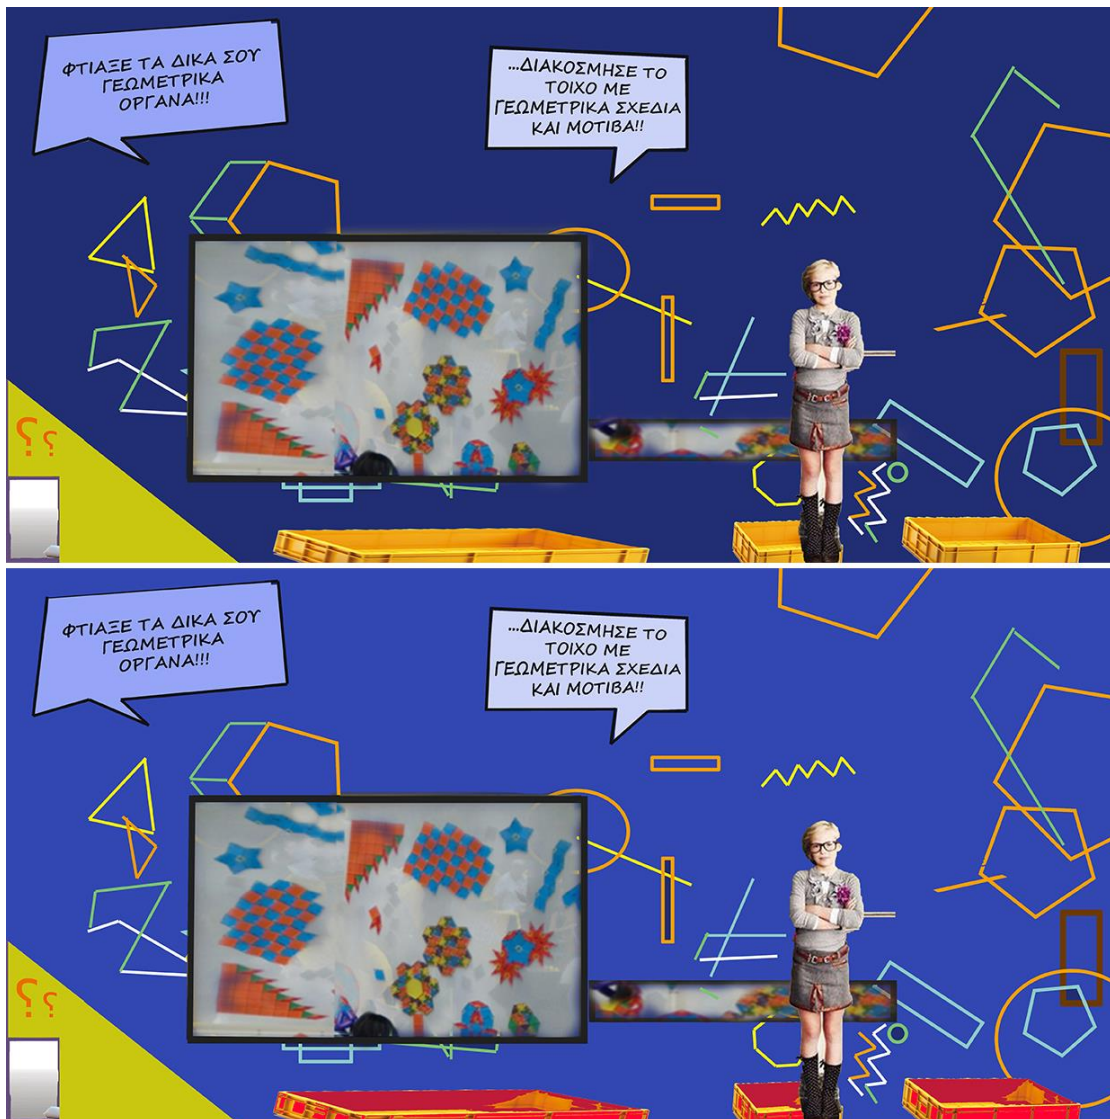 ΦΤΙΑΞΕ ΤΑ ΔΙΚΑ ΣΟΥ
ΓΕΩΜΕΤΡΙΚΑ
ΟΡΓΑΝΑ!!!
...ΔΙΑΚΟΣΜΗΣΕ ΤΟ
ΤΟΙΧΟ ΜΕ
ΓΕΩΜΕΤΡΙΚΑ ΣΧΕΔΙΑ
ΚΑΙ ΜΟΤΙΒΑ!!
⸮⸮
ΦΤΙΑΞΕ ΤΑ ΔΙΚΑ ΣΟΥ
ΓΕΩΜΕΤΡΙΚΑ
ΟΡΓΑΝΑ!!!
...ΔΙΑΚΟΣΜΗΣΕ ΤΟ
ΤΟΙΧΟ ΜΕ
ΓΕΩΜΕΤΡΙΚΑ ΣΧΕΔΙΑ
ΚΑΙ ΜΟΤΙΒΑ!!
⸮⸮